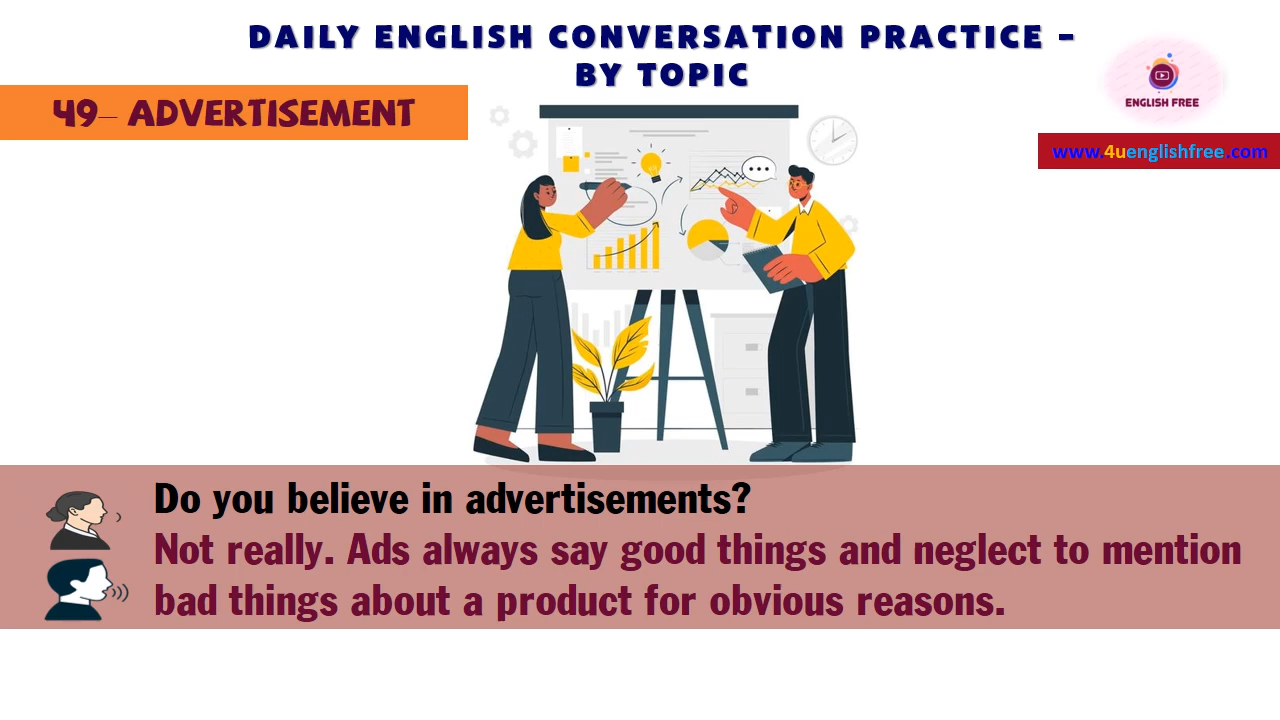 DAILY ENGLISH CONVERSATION PRACTICE –
BY TOPIC
49– ADVERTISEMENT
ENGLISH FREE
www.4uenglishfree.com
Do you believe in advertisements?
Not really. Ads always say good things and neglect to mention
bad things about a product for obvious reasons.